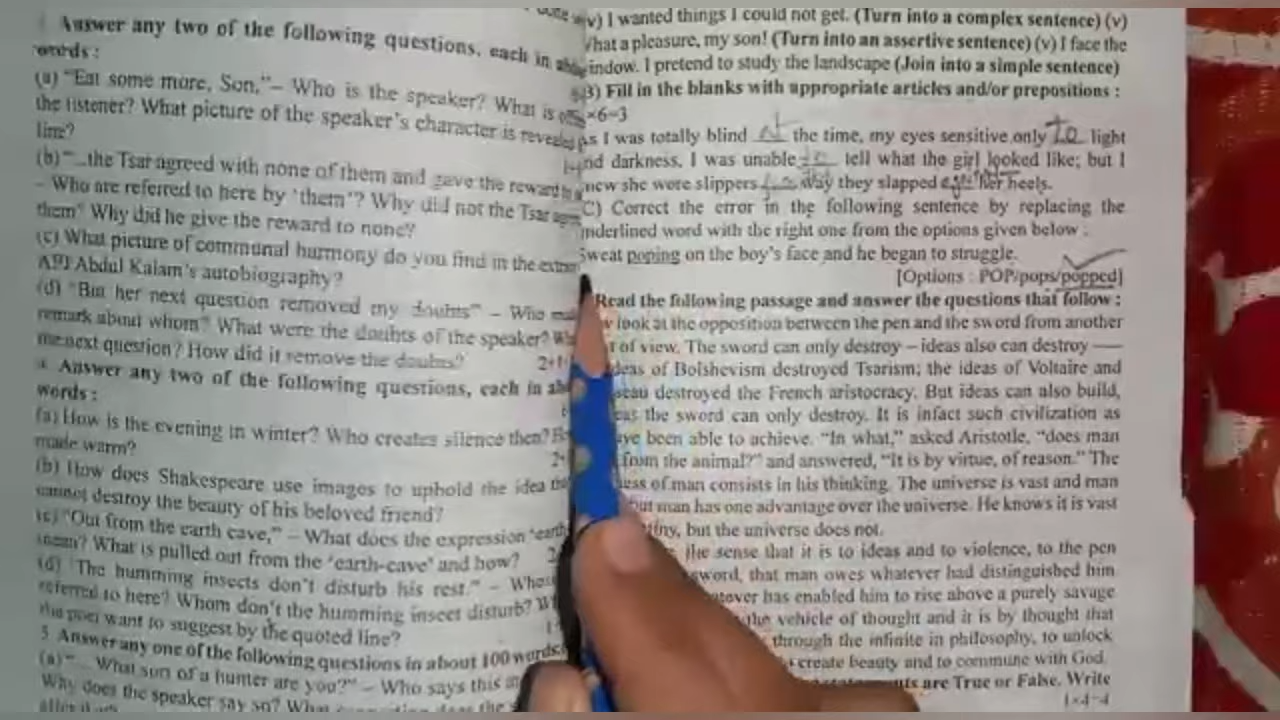 Answer any two of the following questions, each in
words :
(a) "Eat some more, Son,"– Who is the speaker? What is
the listener? What picture of the speaker's character is
line?
(b) "...the Tsar agreed with none of them and gave the reward
– Who are referred to here by 'them'? Why did not the Tsar
them" Why did he give the reward to none?
(c) What picture of communal harmony do you find in the
APJ Abdul Kalam's autobiography?
(d) "But her next question removed my doubts" – Who
remark about whom? What were the doubts of the speaker?
me next question? How did it remove the doubts?
Answer any two of the following questions, each in
words :
(a) How is the evening in winter? Who creates silence then?
made warm?
(b) How does Shakespeare use images to uphold the idea
cannot destroy the beauty of his beloved friend?
(c) "Out from the earth cave," – What does the expression
mean? What is pulled out from the 'earth-cave' and how?
(d) "The humming insects don't disturb his rest." –
referred to here? Whom don't the humming insect disturb?
the poet want to suggest by the quoted line?
5. Answer any one of the following questions in about 100 words
(a) "... What sort of a hunter are you?" – Who says this
Why does the speaker say so? What
v) I wanted things I could not get. (Turn into a complex sentence) (v)
a pleasure, my son! (Turn into an assertive sentence) (v) I face the
I pretend to study the landscape (Join into a simple sentence)
3) Fill in the blanks with appropriate articles and/or prepositions :
×6=3
I was totally blind At the time, my eyes sensitive only To light
darkness. I was unable tell what the girl looked like; but I
she wore slippers way they slapped her heels.
C) Correct the error in the following sentence by replacing the
word with the right one from the options given below :
Sweat poping on the boy's face and he began to struggle.
[Options : POP/pops/popped]
Read the following passage and answer the questions that follow :
look at the opposition between the pen and the sword from another
of view. The sword can only destroy – ideas also can destroy —
of Bolshevism destroyed Tsarism; the ideas of Voltaire and
destroyed the French aristocracy. But ideas can also build,
the sword can only destroy. It is infact such civilization as
been able to achieve. "In what," asked Aristotle, "does man
from the animal?" and answered, "It is by virtue, of reason." The
of man consists in his thinking. The universe is vast and man
but man has one advantage over the universe. He knows it is vast
but the universe does not.
the sense that it is to ideas and to violence, to the pen
that man owes whatever had distinguished him
has enabled him to rise above a purely savage
the vehicle of thought and it is by thought that
through the infinite in philosophy, to unlock
create beauty and to commune with God.
are True or False. Write
1×4=4